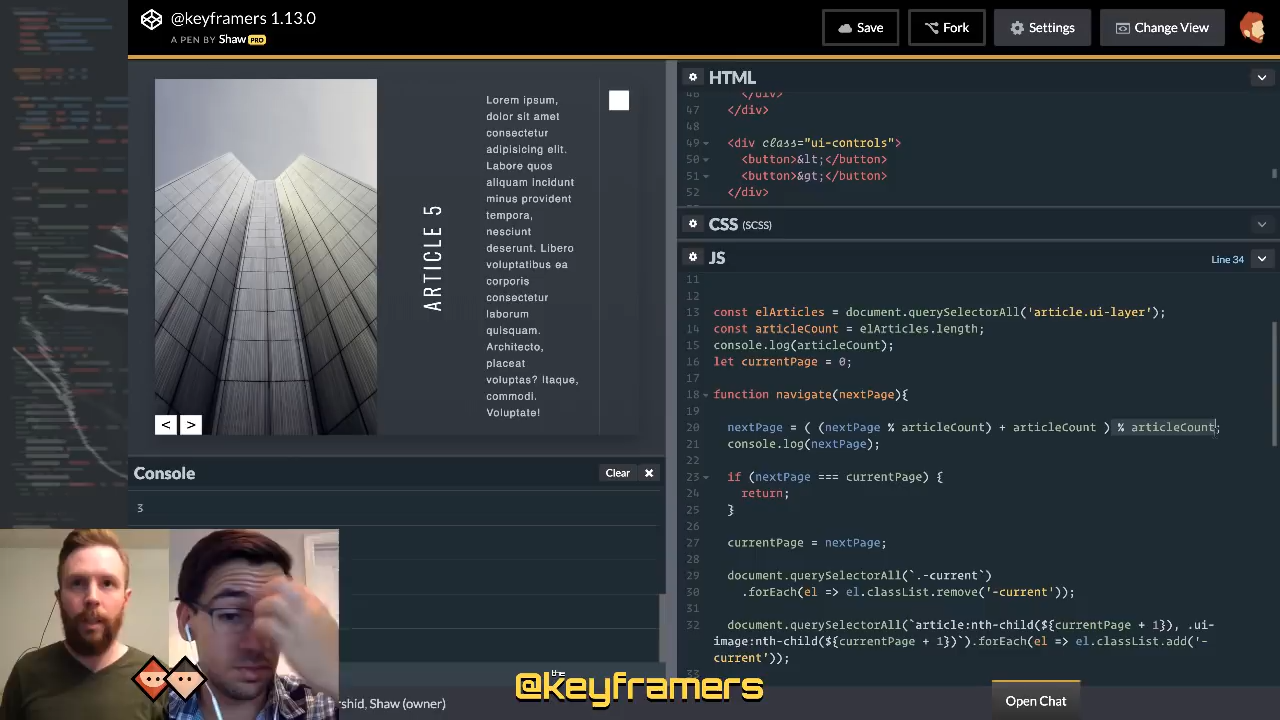 @keyframers 1.13.0
A PEN BY Shaw PRO
Save
Fork
Settings
Change View
ARTICLE 5
Lorem ipsum,
dolor sit amet
consectetur
adipisicing elit.
Labore quos
aliquam incidunt
minus provident
tempora,
nesciunt
deserunt. Libero
voluptatibus ea
corporis
consectetur
laborum
quisquam.
Architecto,
placeat
voluptas? Itaque,
commodi.
Voluptate!
< >
Console
Clear
×
3
HTML
46 </div>
47 </div>
48
49 <div class="ui-controls">
50 <button>&lt;</button>
51 <button>&gt;</button>
52 </div>
CSS (SCSS)
JS
Line 34
11
12
13 const elArticles = document.querySelectorAll('article.ui-layer');
14 const articleCount = elArticles.length;
15 console.log(articleCount);
16 let currentPage = 0;
17
18 function navigate(nextPage){
19
20 nextPage = ( (nextPage % articleCount) + articleCount ) % articleCount;
21 console.log(nextPage);
22
23 if (nextPage === currentPage) {
24 return;
25 }
26
27 currentPage = nextPage;
28
29 document.querySelectorAll(`.-current`)
30 .forEach(el => el.classList.remove('-current'));
31
32 document.querySelectorAll(`article:nth-child(${currentPage + 1}), .ui-
image:nth-child(${currentPage + 1})`).forEach(el => el.classList.add('-
current'));
33
rshid, Shaw (owner)
the
@keyframers
Open Chat